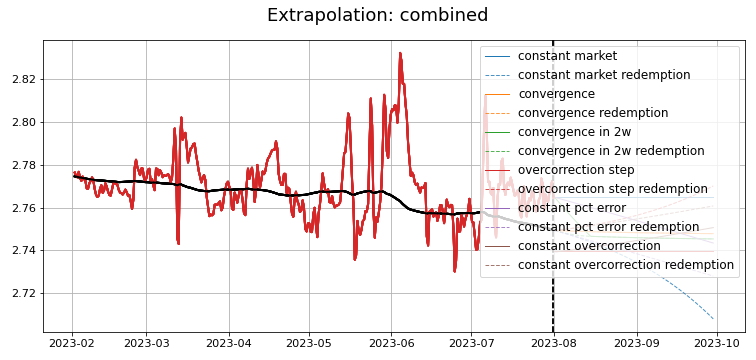 Extrapolation: combined
2.82
2.80
2.78
2.76
2.74
2.72
constant market
constant market redemption
convergence
convergence redemption
convergence in 2w
convergence in 2w redemption
overcorrection step
overcorrection step redemption
constant pct error
constant pct error redemption
constant overcorrection
constant overcorrection redemption
2023-02 2023-03 2023-04 2023-05 2023-06 2023-07 2023-08 2023-09 2023-10